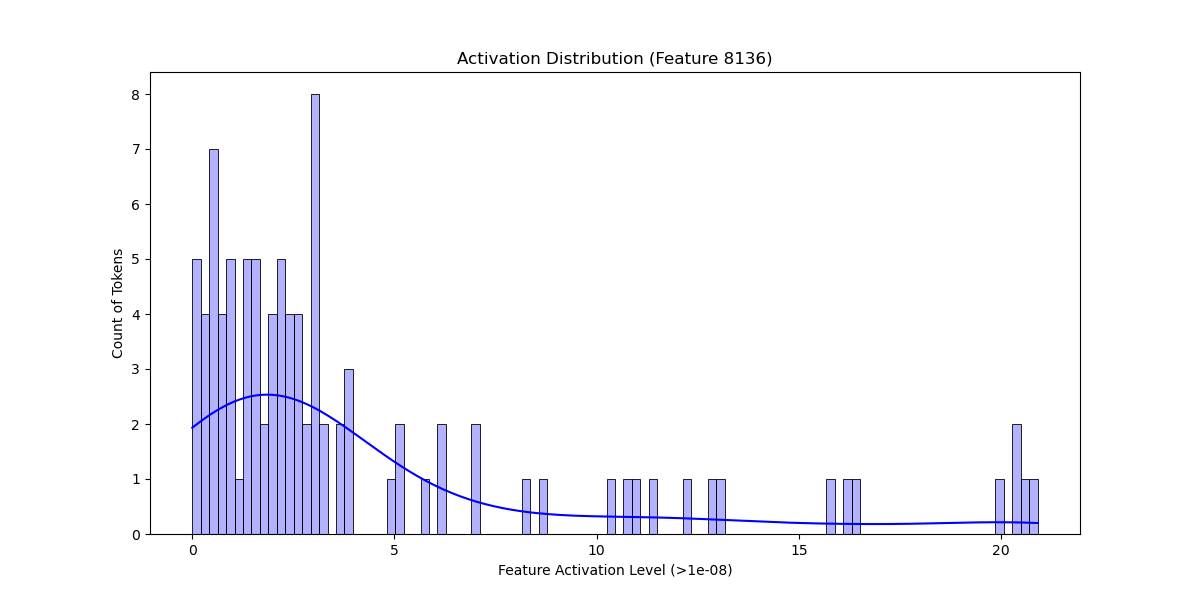 Activation Distribution (Feature 8136)
8
7
6
5
4
3
2
1
0
Count of Tokens
0 5 10 15 20
Feature Activation Level (>1e-08)